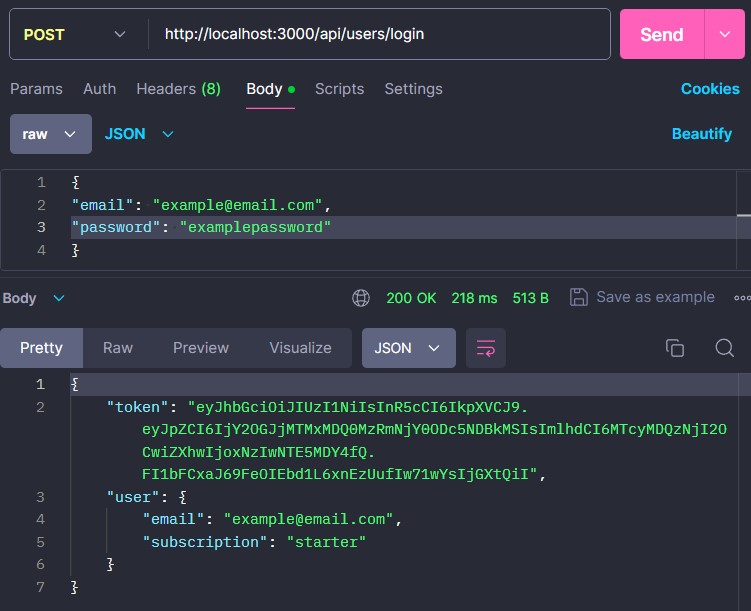 POST http://localhost:3000/api/users/login Send
Params Auth Headers (8) Body Scripts Settings Cookies
raw JSON Beautify
1 {
2 "email": "example@email.com",
3 "password": "examplepassword"
4 }
Body 200 OK 218 ms 513 B Save as example
Pretty Raw Preview Visualize JSON
1 {
2 "token": "eyJhbGciOiJIUzI1NiIsInR5cCI6IkpXVCJ9.
eyJpZCI6IjY2OGJjMTMxMDQ0MzRmNjY0ODc5NDBkMSIsImlhdCI6MTcyMDQzNjI2O
CwiZXhwIjoxNzIwNTE5MDY4fQ.
FI1bFCxaJ69FeOIEbd1L6xnEzUufIw71wYsIjGXtQiI",
3 "user": {
4 "email": "example@email.com",
5 "subscription": "starter"
6 }
7 }